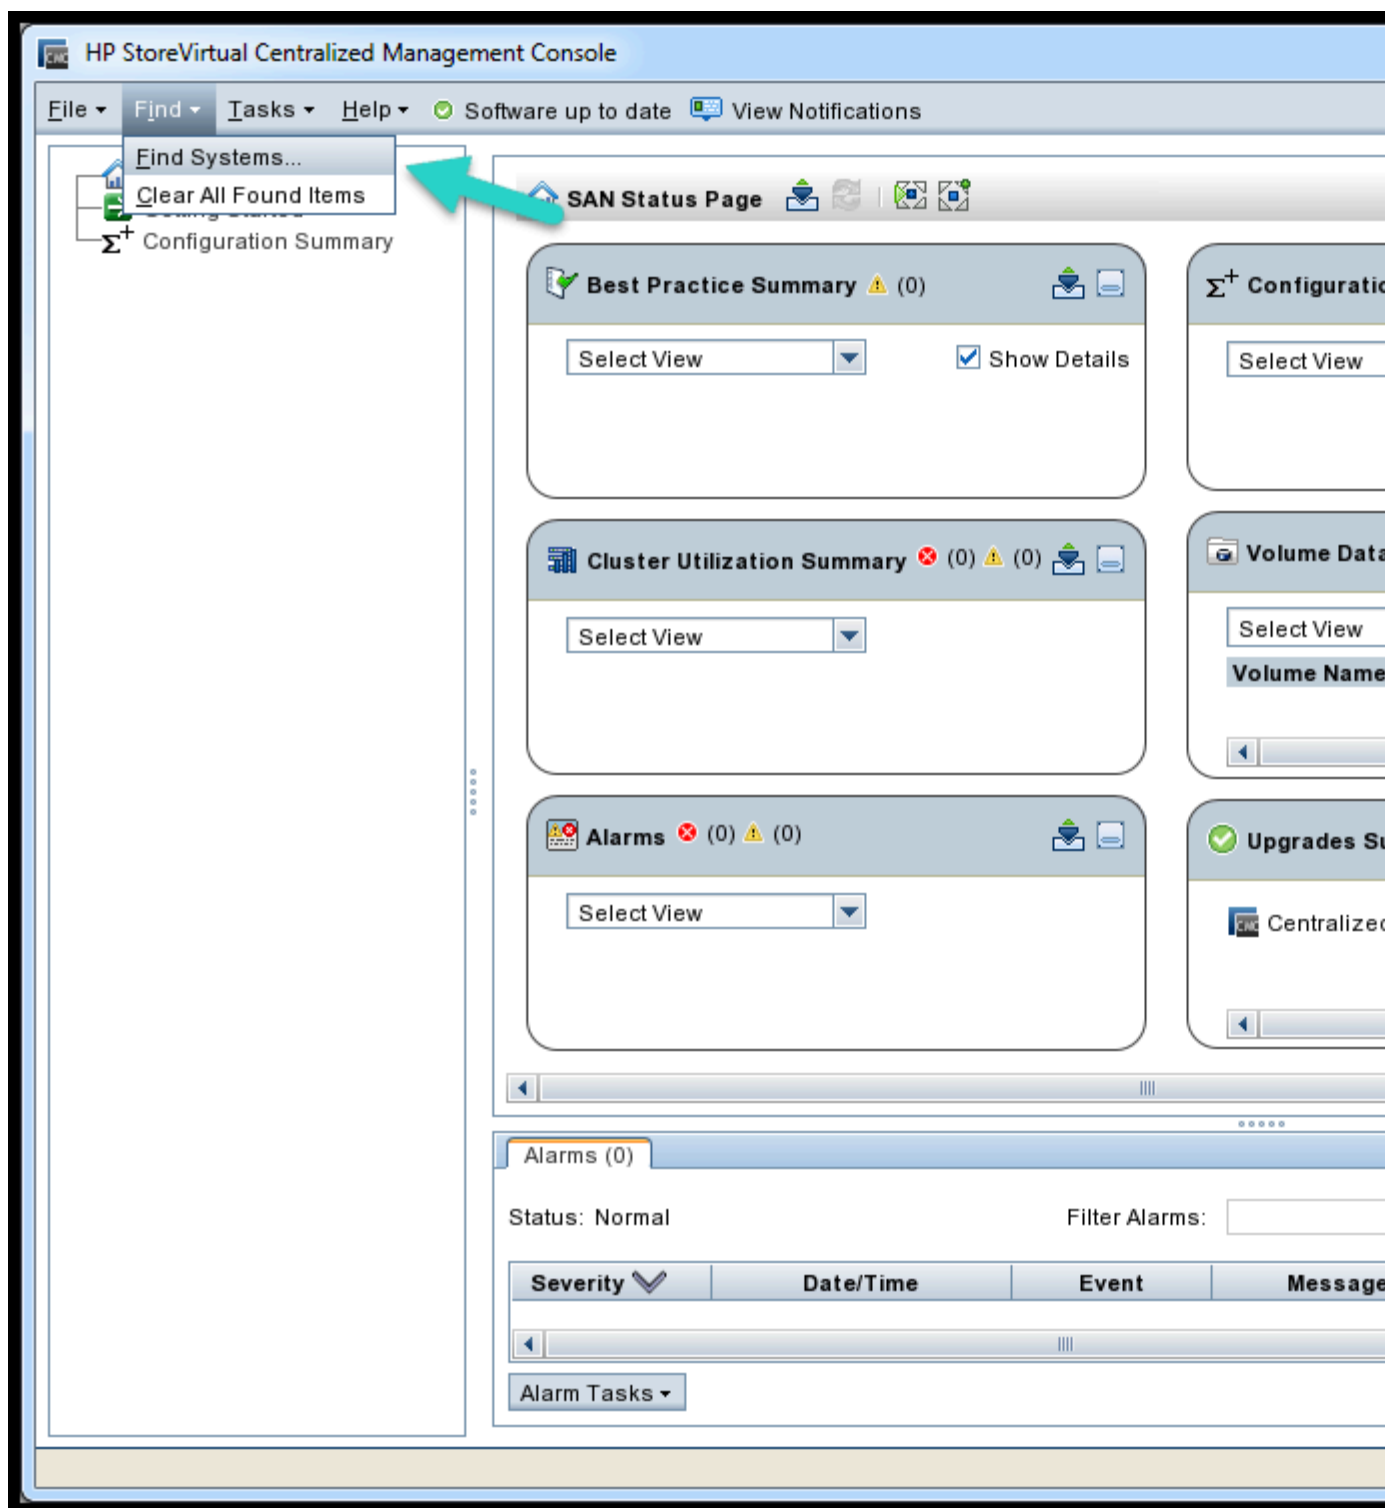 HP StoreVirtual Centralized Management Console
File Find Tasks Help Software up to date View Notifications
Find Systems...
Clear All Found Items
Configuration Summary
SAN Status Page
Best Practice Summary (0)
Select View Show Details
Configuratio
Select View
Cluster Utilization Summary (0) (0)
Select View
Volume Data
Select View
Volume Name
Alarms (0) (0)
Select View
Upgrades Su
CMC Centralized
Alarms (0)
Status: Normal Filter Alarms:
Severity Date/Time Event Message
Alarm Tasks